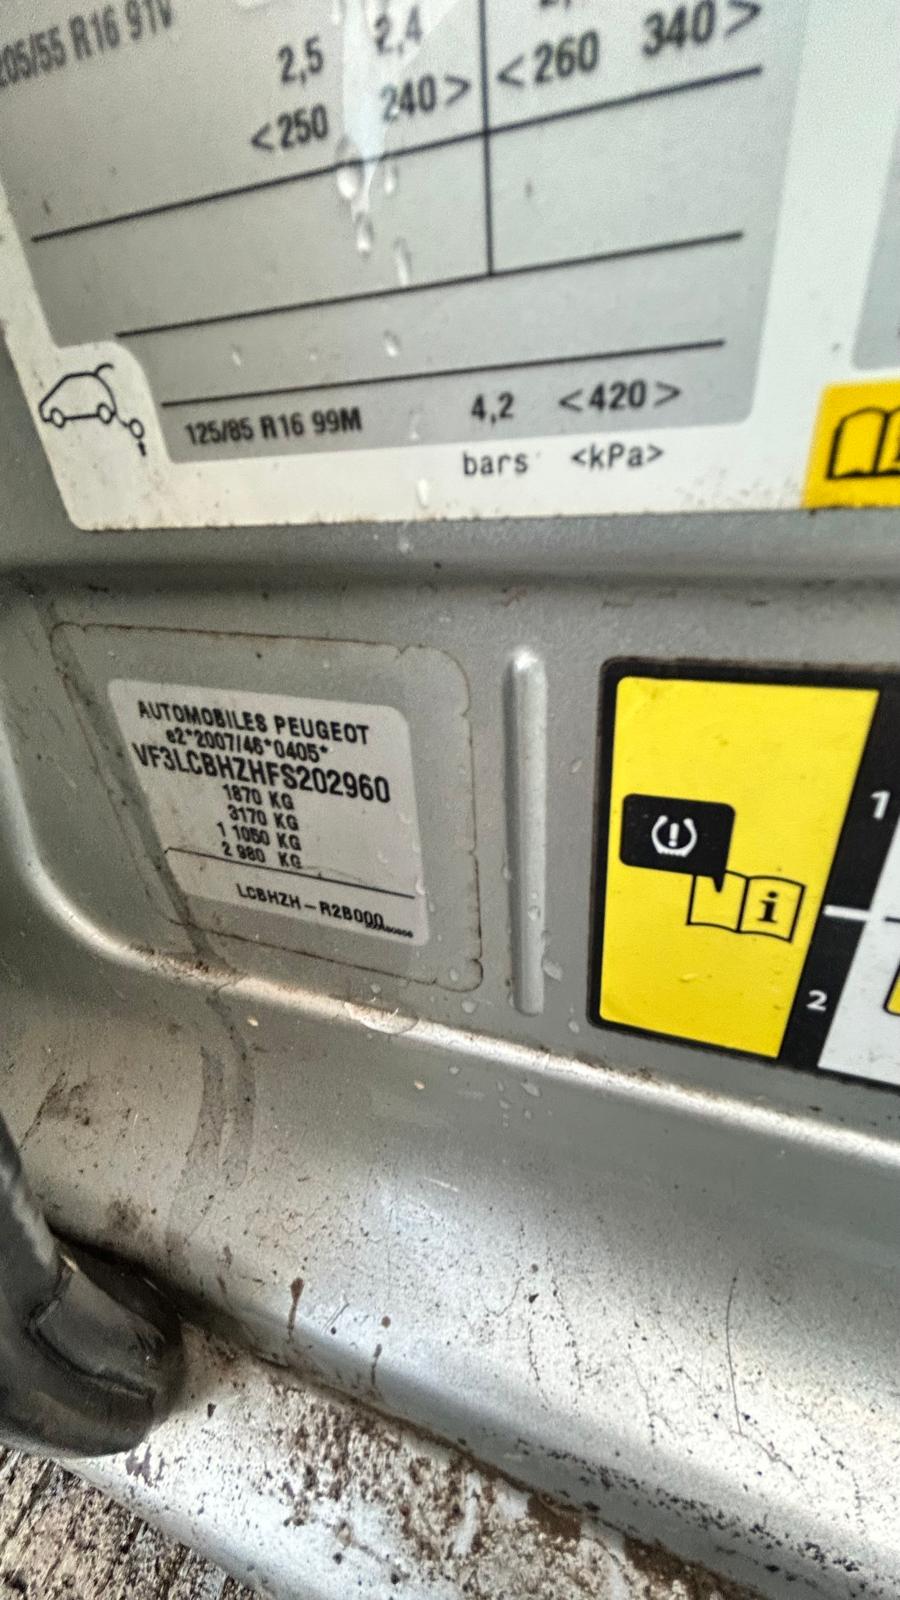 205/55 R16 91V
2,5 2,4
<250 240>
<260 340>
125/85 R16 99M 4,2 <420>
bars <kPa>
AUTOMOBILES PEUGEOT
e2*2007/46*0405*
VF3LCBHZHFS202960
1870 KG
3170 KG
1 1050 KG
2 980 KG
LCBHZH-R2B000
i
1
2